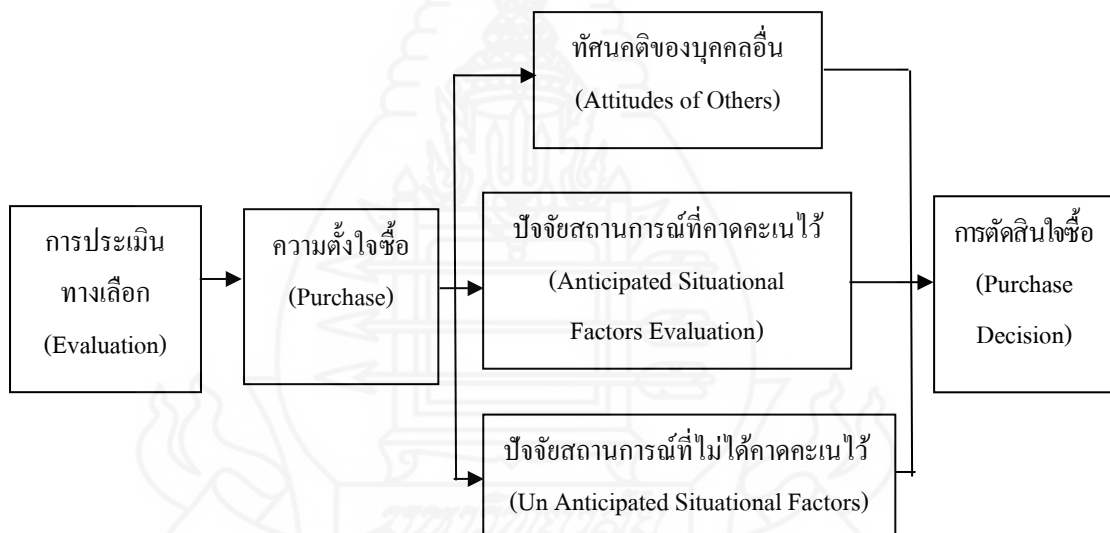 ทัศนคติของบุคคลอื่น
(Attitudes of Others)
การประเมิน
ทางเลือก
(Evaluation)
ความตั้งใจซื้อ
(Purchase)
ปัจจัยสถานการณ์ที่คาดคะเนไว้
(Anticipated Situational
Factors Evaluation)
การตัดสินใจซื้อ
(Purchase
Decision)
ปัจจัยสถานการณ์ที่ไม่ได้คาดคะเนไว้
(Un Anticipated Situational Factors)